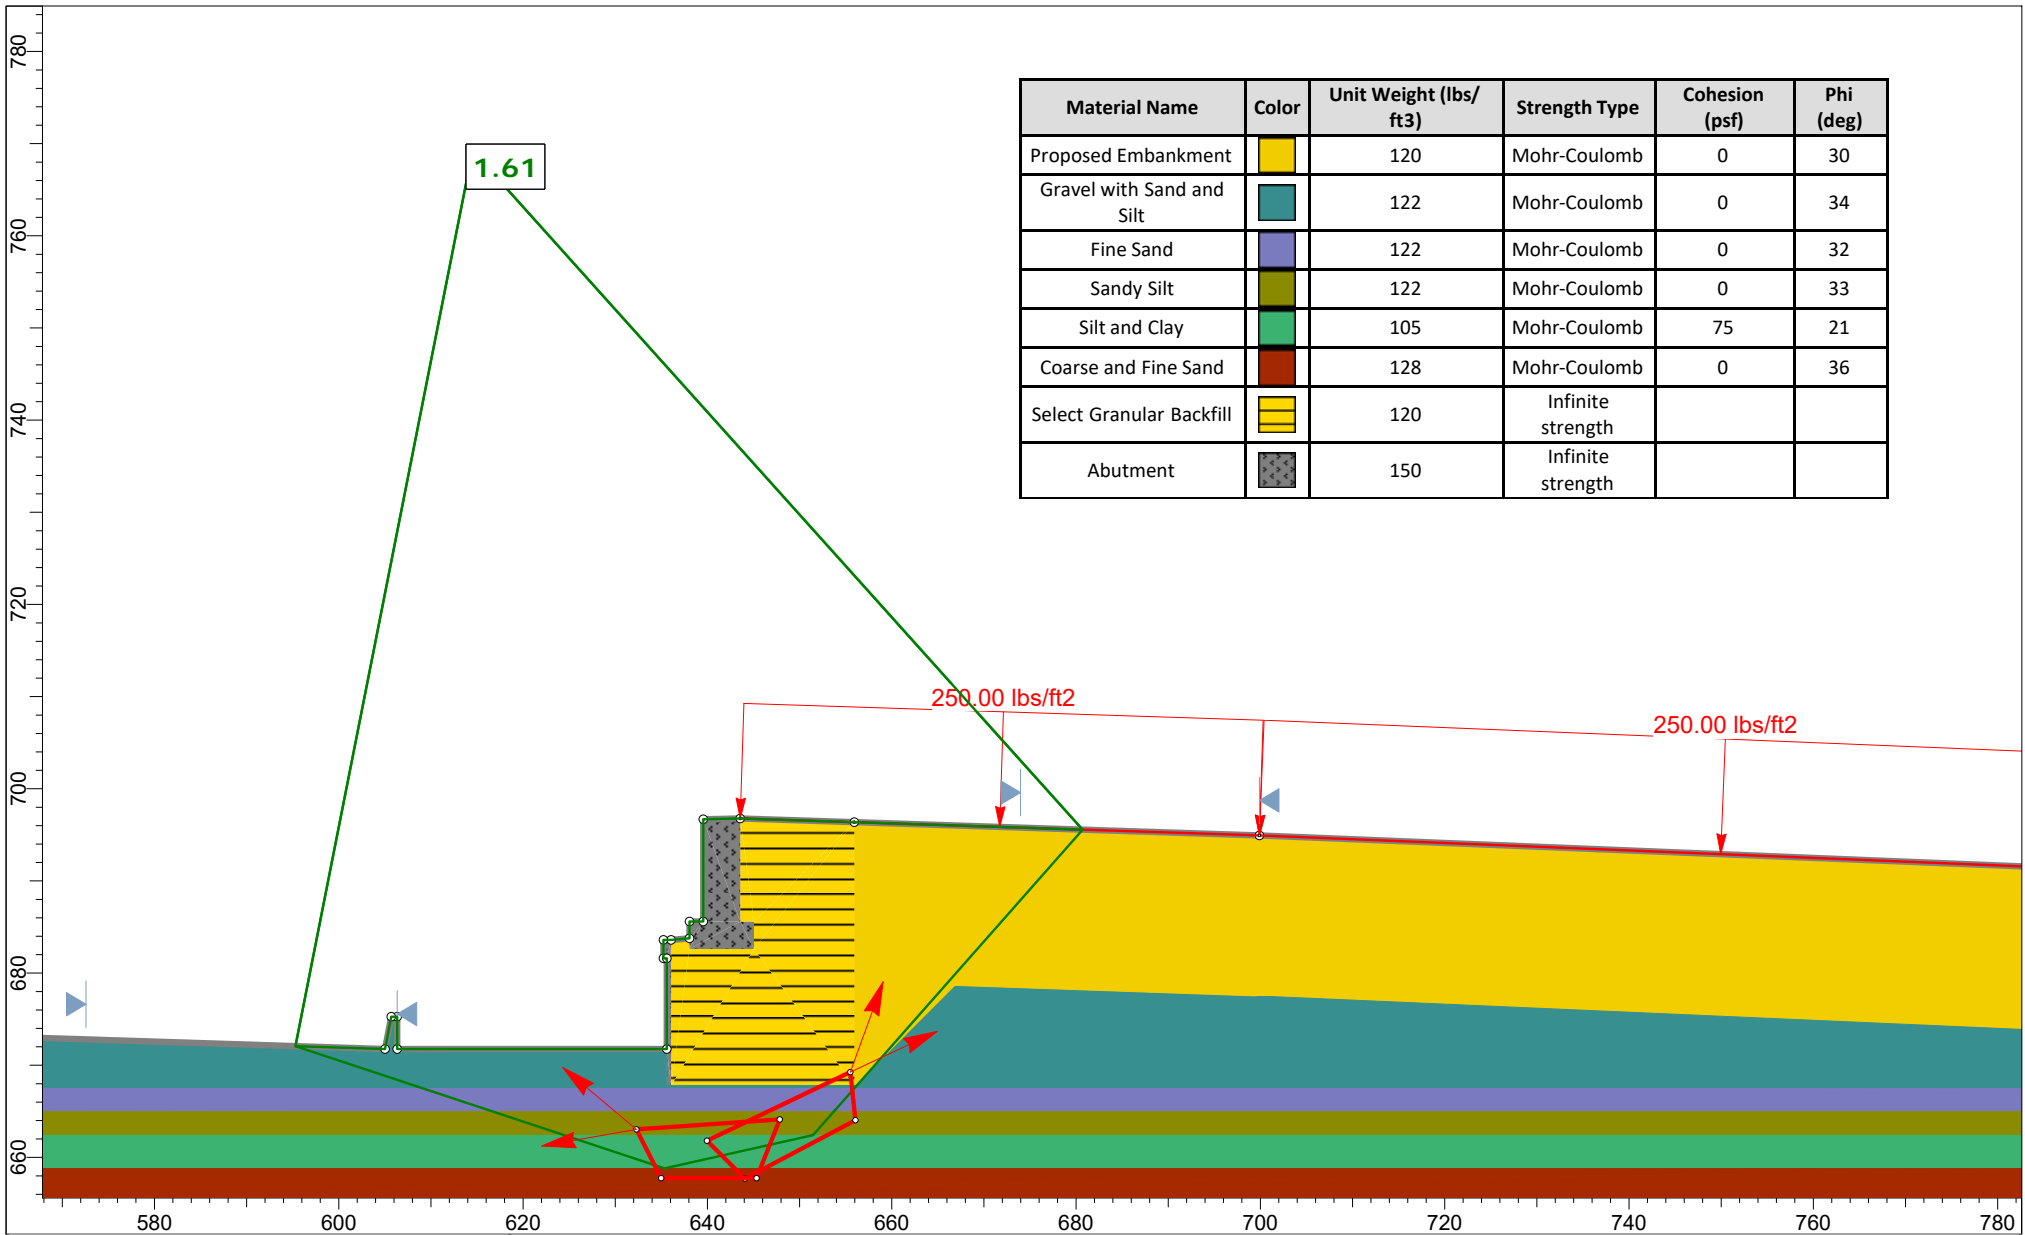 780
760
740
720
700
680
660
1.61
Material Name Color Unit Weight (lbs/ Strength Type Cohesion Phi
ft3) (psf) (deg)
Proposed Embankment 120 Mohr-Coulomb 0 30
Gravel with Sand and
Silt 122 Mohr-Coulomb 0 34
Fine Sand 122 Mohr-Coulomb 0 32
Sandy Silt 122 Mohr-Coulomb 0 33
Silt and Clay 105 Mohr-Coulomb 75 21
Coarse and Fine Sand 128 Mohr-Coulomb 0 36
Select Granular Backfill 120 Infinite
strength
Abutment 150 Infinite
strength
250.00 lbs/ft2
250.00 lbs/ft2
580 600 620 640 660 680 700 720 740 760 780